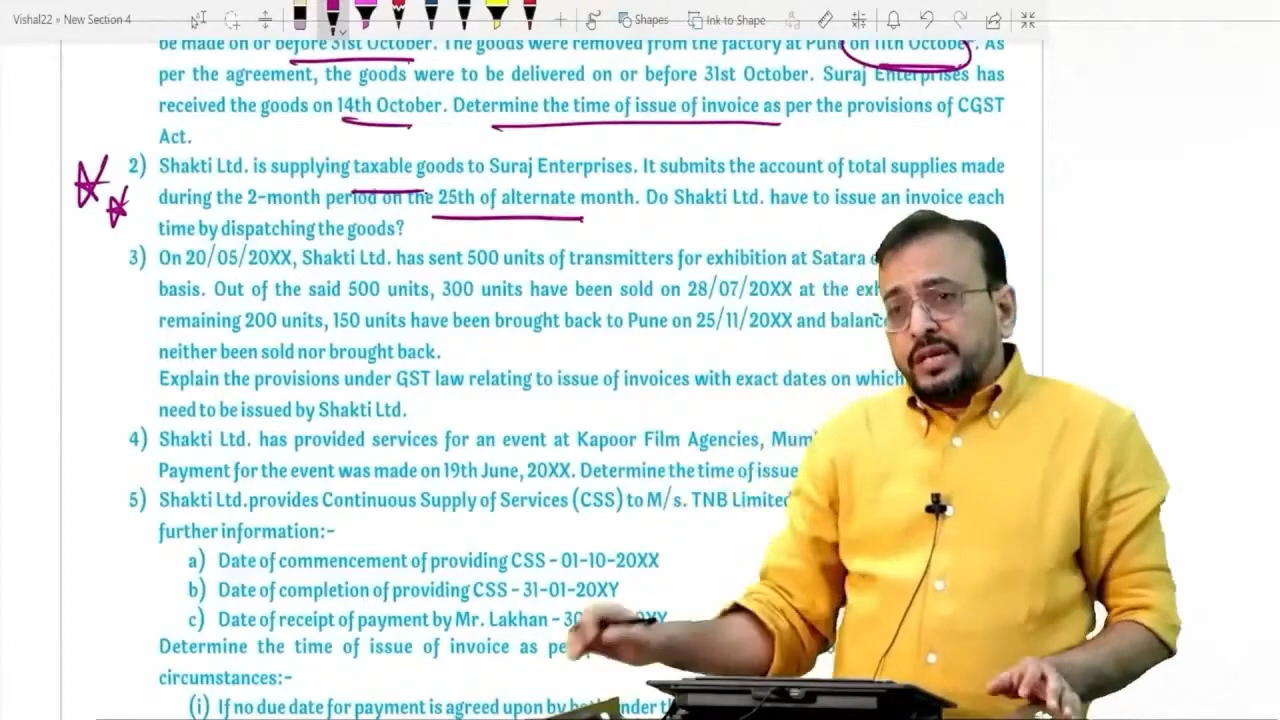 Vishal22 » New Section 4
Shapes
Ink to Shape
be made on or before 31st October. The goods were removed from the factory at Pune on 11th October. As
per the agreement, the goods were to be delivered on or before 31st October. Suraj Enterprises has
received the goods on 14th October. Determine the time of issue of invoice as per the provisions of CGST
Act.
2) Shakti Ltd. is supplying taxable goods to Suraj Enterprises. It submits the account of total supplies made
during the 2-month period on the 25th of alternate month. Do Shakti Ltd. have to issue an invoice each
time by dispatching the goods?
3) On 20/05/20XX, Shakti Ltd. has sent 500 units of transmitters for exhibition at Satara
basis. Out of the said 500 units, 300 units have been sold on 28/07/20XX at the
remaining 200 units, 150 units have been brought back to Pune on 25/11/20XX and
neither been sold nor brought back.
Explain the provisions under GST law relating to issue of invoices with exact dates on which
need to be issued by Shakti Ltd.
4) Shakti Ltd. has provided services for an event at Kapoor Film Agencies,
Payment for the event was made on 19th June, 20XX. Determine the time of issue
5) Shakti Ltd.provides Continuous Supply of Services (CSS) to M/s. TNB Limited
further information:-
a) Date of commencement of providing CSS - 01-10-20XX
b) Date of completion of providing CSS - 31-01-20XY
c) Date of receipt of payment by Mr. Lakhan -
Determine the time of issue of invoice as
circumstances:-
(i) If no due date for payment is agreed upon by